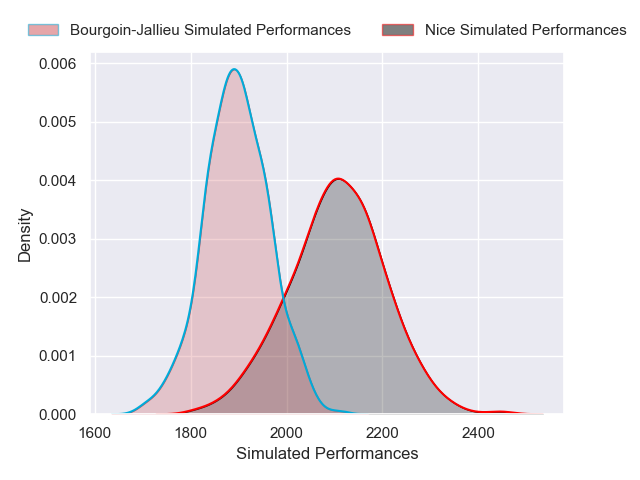 Bourgoin-Jallieu Simulated Performances Nice Simulated Performances
0.006
0.005
0.004
0.003
0.002
0.001
0.000
Density
1600 1800 2000 2200 2400
Simulated Performances